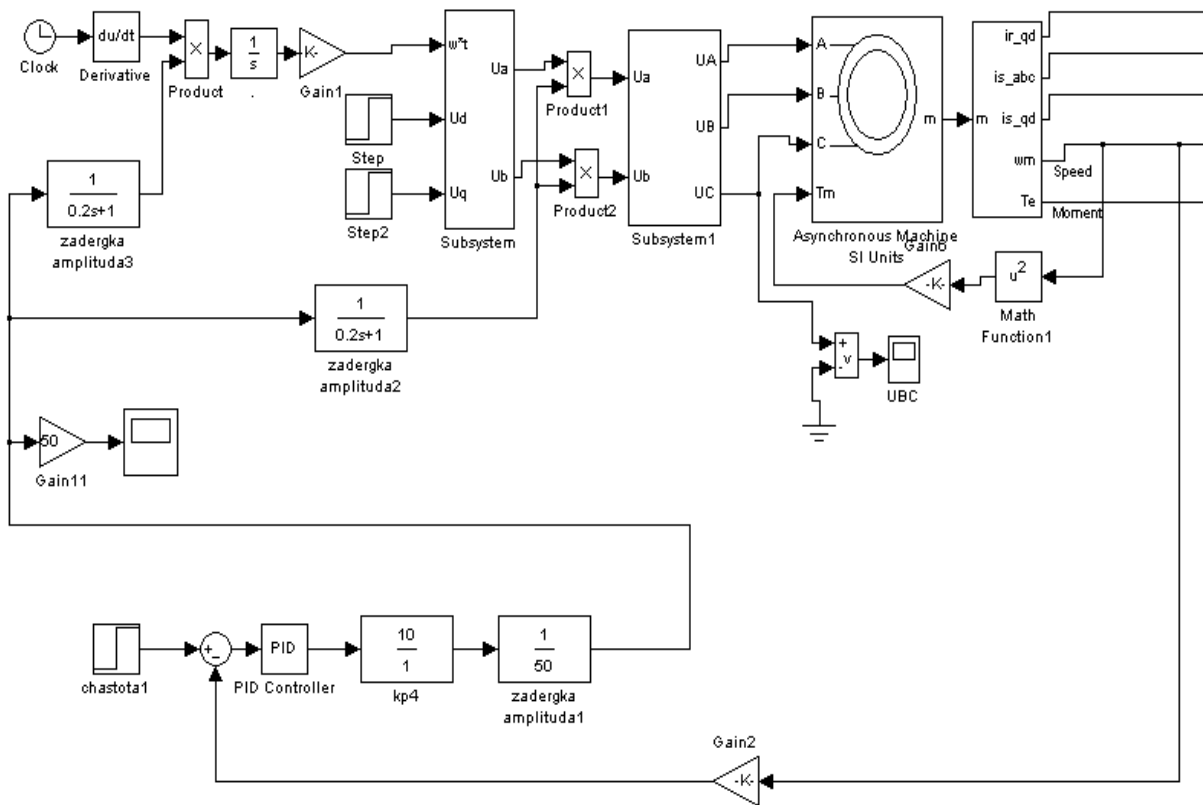 Clock
du/dt
Derivative
×
Product
1
s
.
K-
Gain1
w*t
Ud
Uq
Ua
Ub
Subsystem
Step
Step2
×
Product1
×
Product2
Ua
Ub
UA
UB
UC
Subsystem1
A
B
C
Tm
m
Asynchronous Machine
SI Units
m
ir_qd
is_abc
is_qd
wm
Te
Speed
Moment
1
0.2s+1
zadergka
amplituda3
1
0.2s+1
zadergka
amplituda2
Gain6
-K-
u2
Math
Function1
+
-
v
UBC
50
Gain11
chastota1
+
-
PID
PID Controller
10
1
kp4
1
50
zadergka
amplituda1
Gain2
-K-